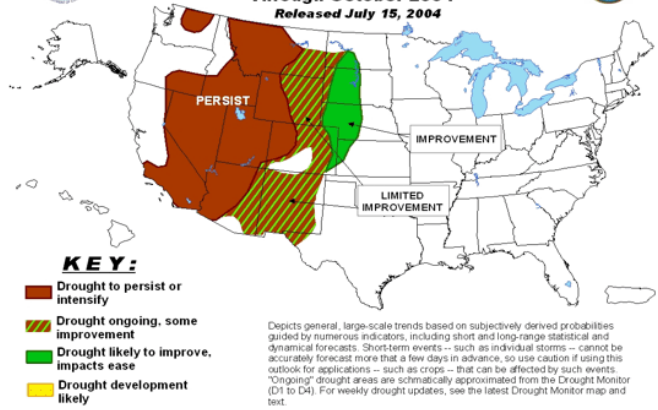 Released July 15, 2004
PERSIST
IMPROVEMENT
LIMITED
IMPROVEMENT
KEY:
Drought to persist or
intensify
Drought ongoing, some
improvement
Drought likely to improve,
impacts ease
Drought development
likely
Depicts general, large-scale trends based on subjectively derived probabilities
guided by numerous indicators, including short and long-range statistical and
dynamical forecasts. Short-term events -- such as individual storms -- cannot be
accurately forecast more that a few days in advance, so use caution if using this
outlook for applications -- such as crops -- that can be affected by such events.
"Ongoing" drought areas are schmatically approximated from the Drought Monitor
(D1 to D4). For weekly drought updates, see the latest Drought Monitor map and
text.